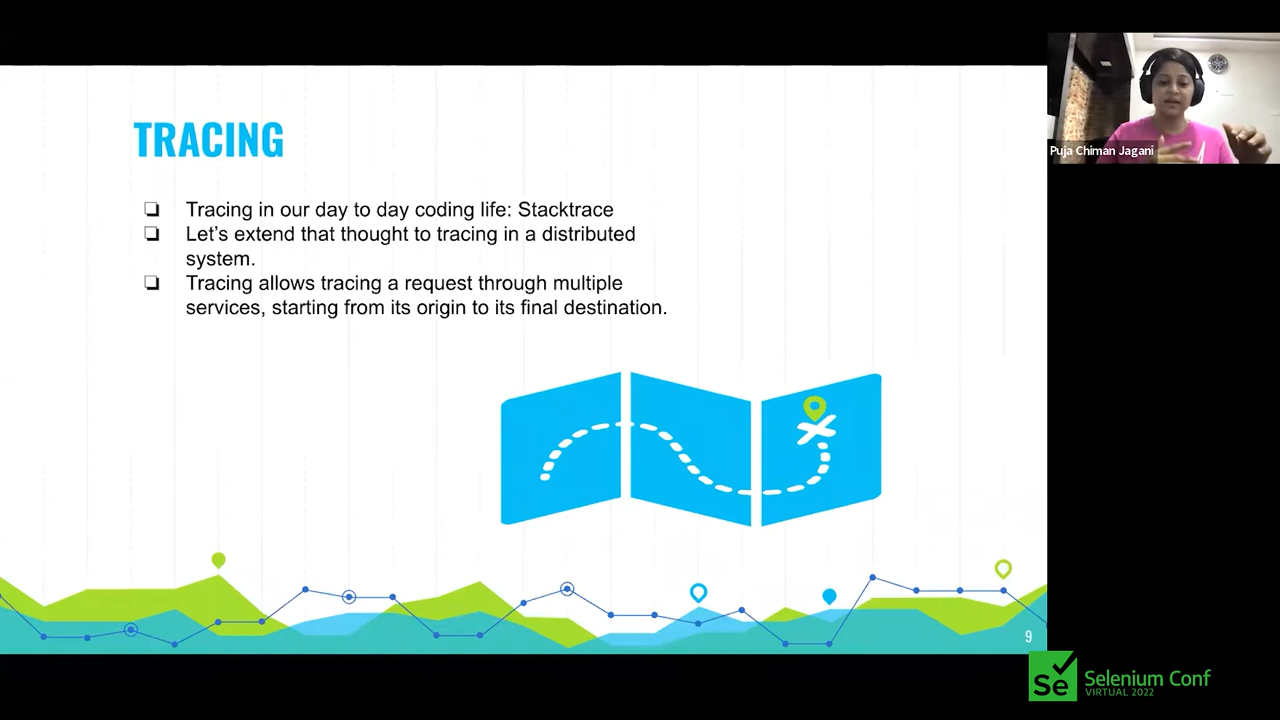 TRACING
Tracing in our day to day coding life: Stacktrace
Let's extend that thought to tracing in a distributed
system.
Tracing allows tracing a request through multiple
services, starting from its origin to its final destination.
Puja Chiman Jagani
9
Se
Selenium Conf
VIRTUAL 2022